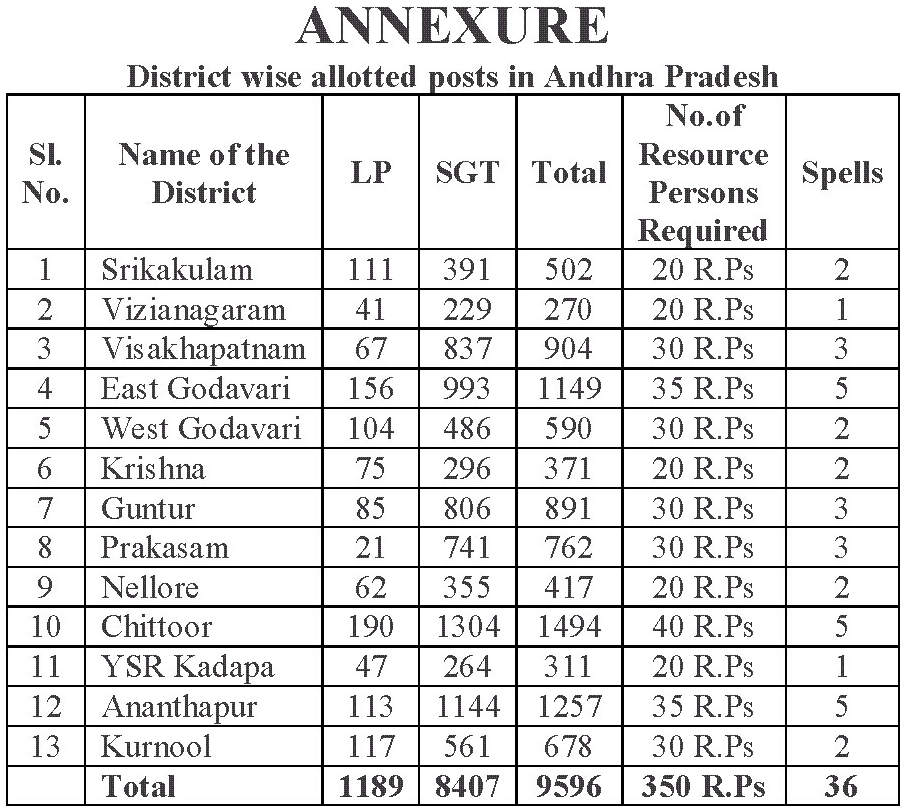 ANNEXURE
District wise allotted posts in Andhra Pradesh
Sl. No. Name of the District LP SGT Total No.of Resource Persons Required Spells
1 Srikakulam 111 391 502 20 R.Ps 2
2 Vizianagaram 41 229 270 20 R.Ps 1
3 Visakhapatnam 67 837 904 30 R.Ps 3
4 East Godavari 156 993 1149 35 R.Ps 5
5 West Godavari 104 486 590 30 R.Ps 2
6 Krishna 75 296 371 20 R.Ps 2
7 Guntur 85 806 891 30 R.Ps 3
8 Prakasam 21 741 762 30 R.Ps 3
9 Nellore 62 355 417 20 R.Ps 2
10 Chittoor 190 1304 1494 40 R.Ps 5
11 YSR Kadapa 47 264 311 20 R.Ps 1
12 Ananthapur 113 1144 1257 35 R.Ps 5
13 Kurnool 117 561 678 30 R.Ps 2
Total 1189 8407 9596 350 R.Ps 36